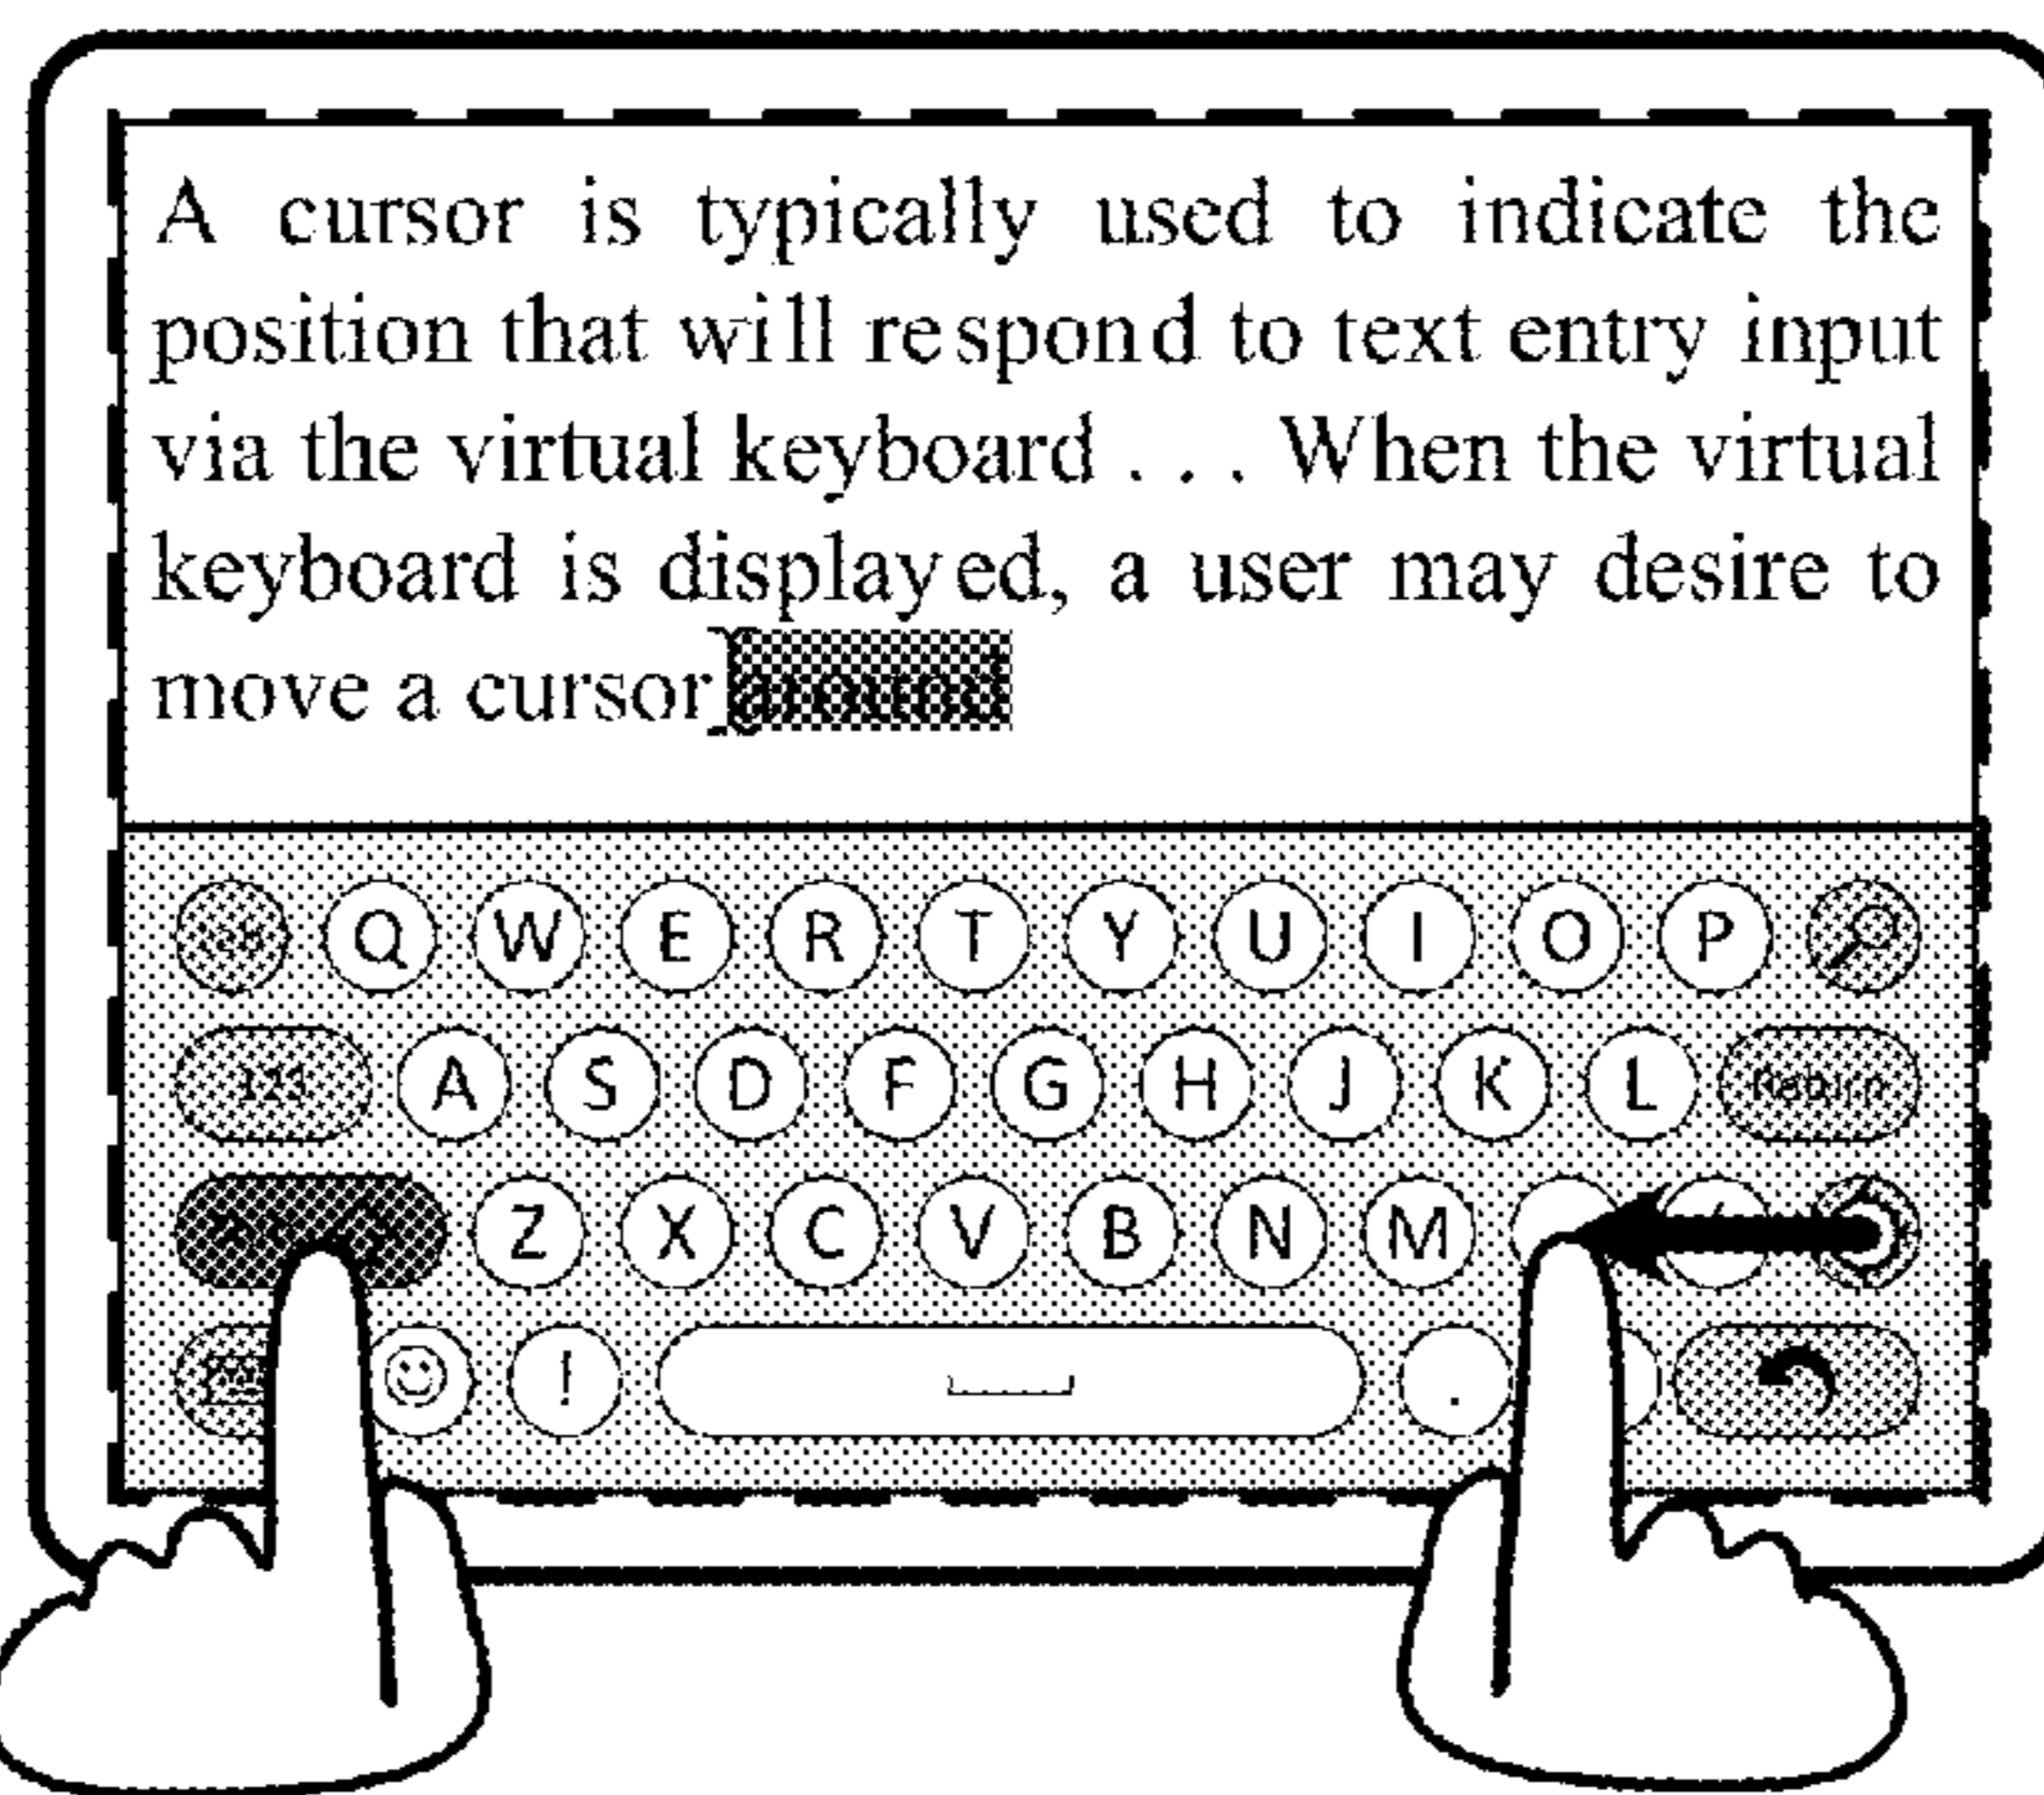 A cursor is typically used to indicate the
position that will respond to text entry input
via the virtual keyboard . . . When the virtual
keyboard is displayed, a user may desire to
move a cursor around
Q W E R T Y U I O P
A S D F G H J K L
Z X C V B N M
! .